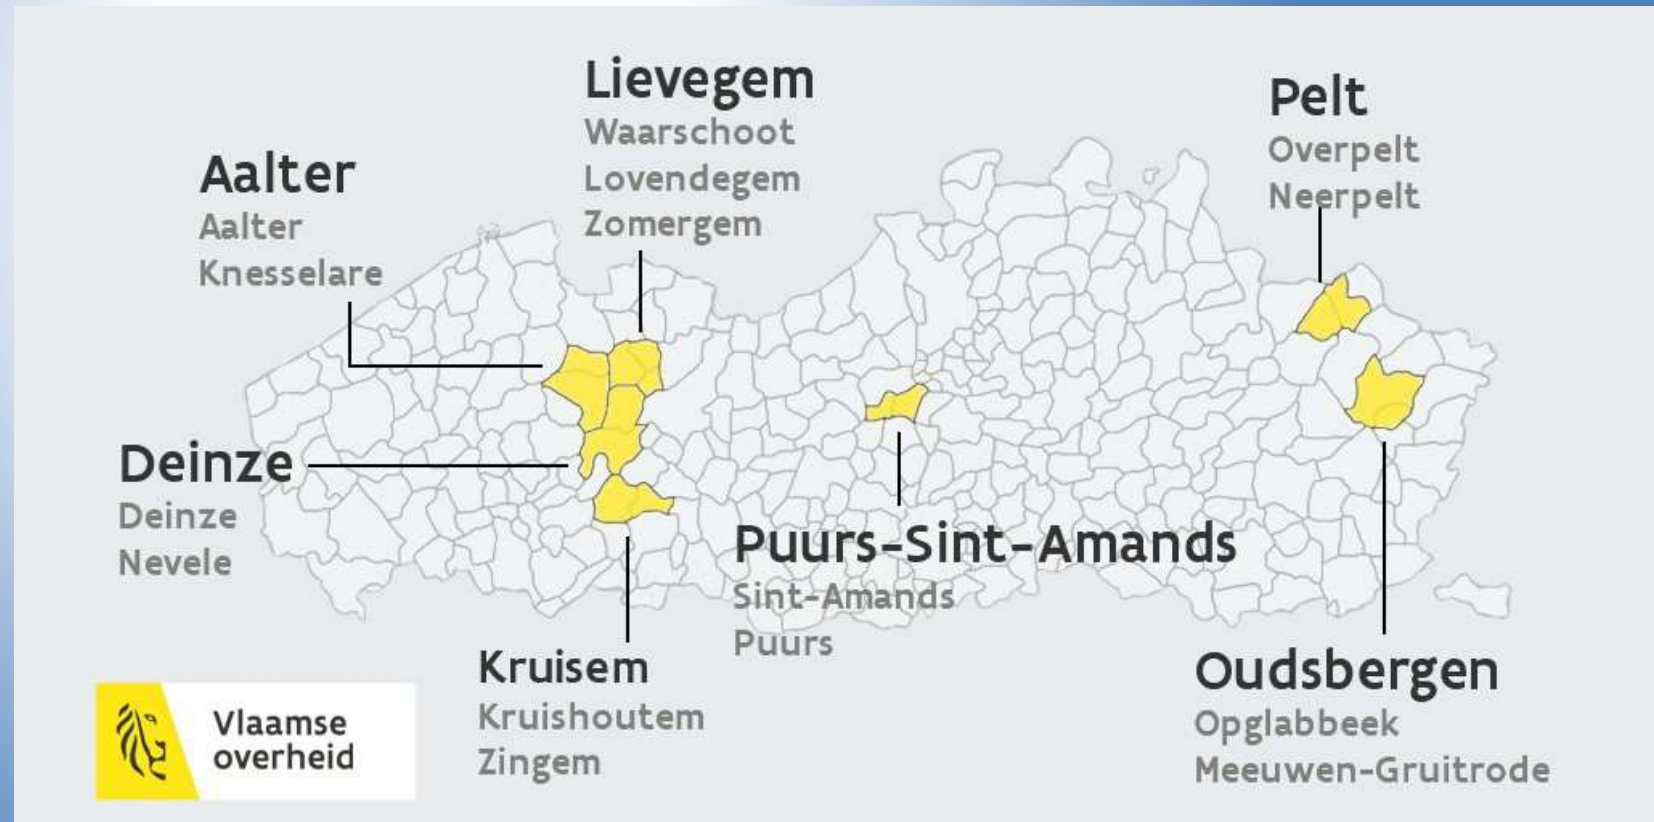 Lievegem
Waarschoot
Lovendegem
Zomergem
Pelt
Overpelt
Neerpelt
Aalter
Aalter
Knesselare
Deinze
Deinze
Nevele
Puurs-Sint-Amands
Sint-Amands
Puurs
Kruisem
Kruishoutem
Zingem
Oudsbergen
Opglabbeek
Meeuwen-Gruitrode
Vlaamse
overheid